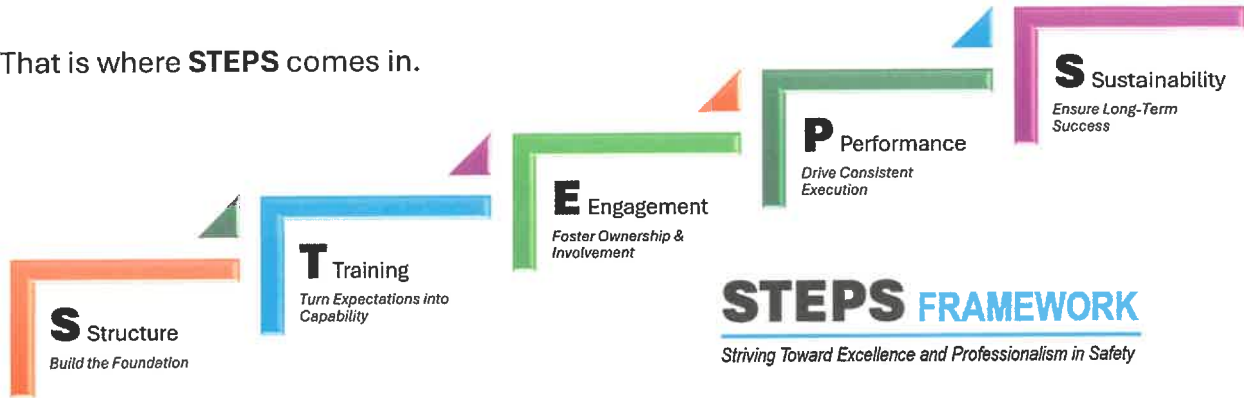 That is where STEPS comes in.
S Structure
Build the Foundation
T Training
Turn Expectations into
Capability
E Engagement
Foster Ownership &
Involvement
P Performance
Drive Consistent
Execution
S Sustainability
Ensure Long-Term
Success
STEPS FRAMEWORK
Striving Toward Excellence and Professionalism in Safety